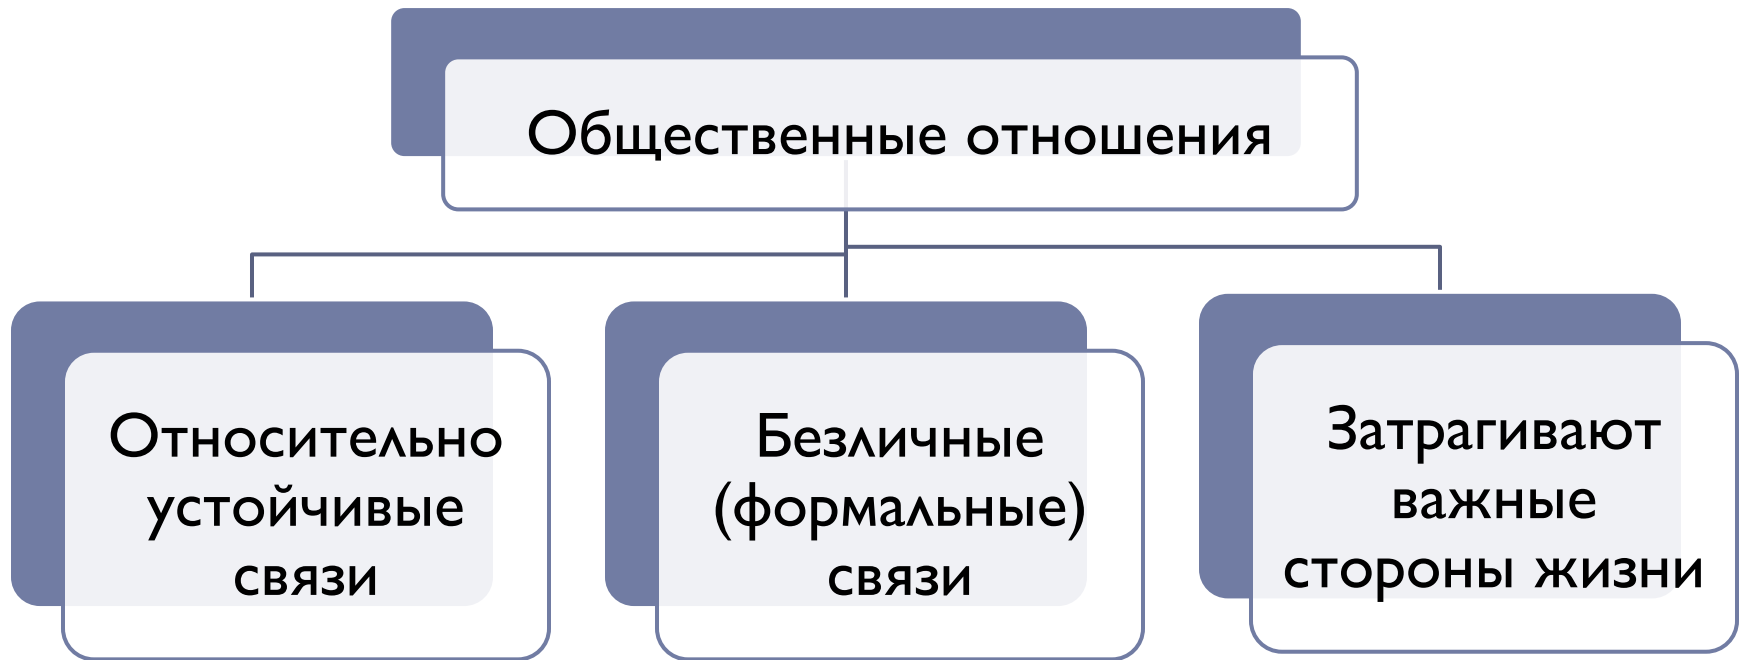 Общественные отношения
Относительно
устойчивые
связи
Безличные
(формальные)
связи
Затрагивают
важные
стороны жизни